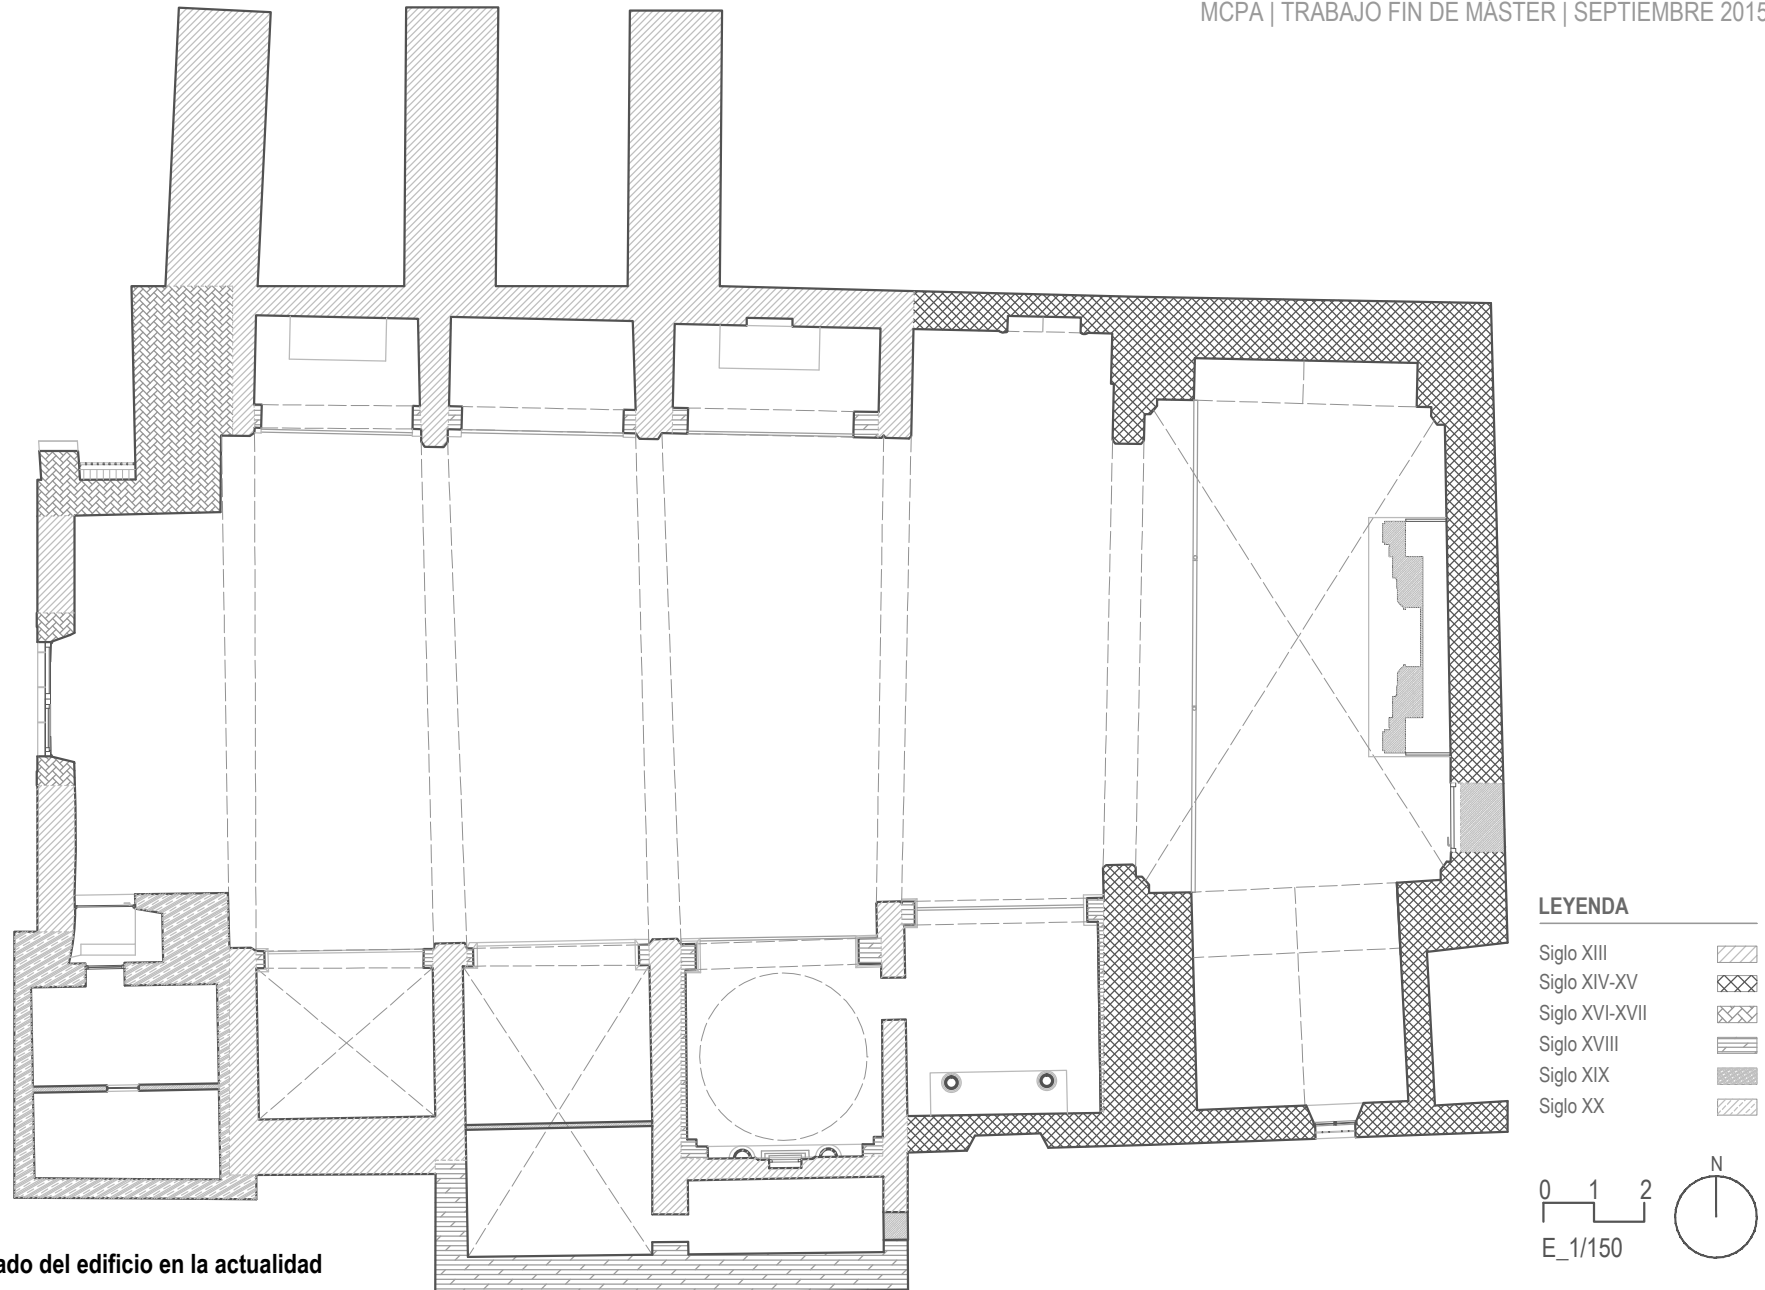 MCPA | TRABAJO FIN DE MÁSTER | SEPTIEMBRE 2015
LEYENDA
Siglo XIII
Siglo XIV-XV
Siglo XVI-XVII
Siglo XVIII
Siglo XIX
Siglo XX
N
0 1 2
E_1/150
ado del edificio en la actualidad